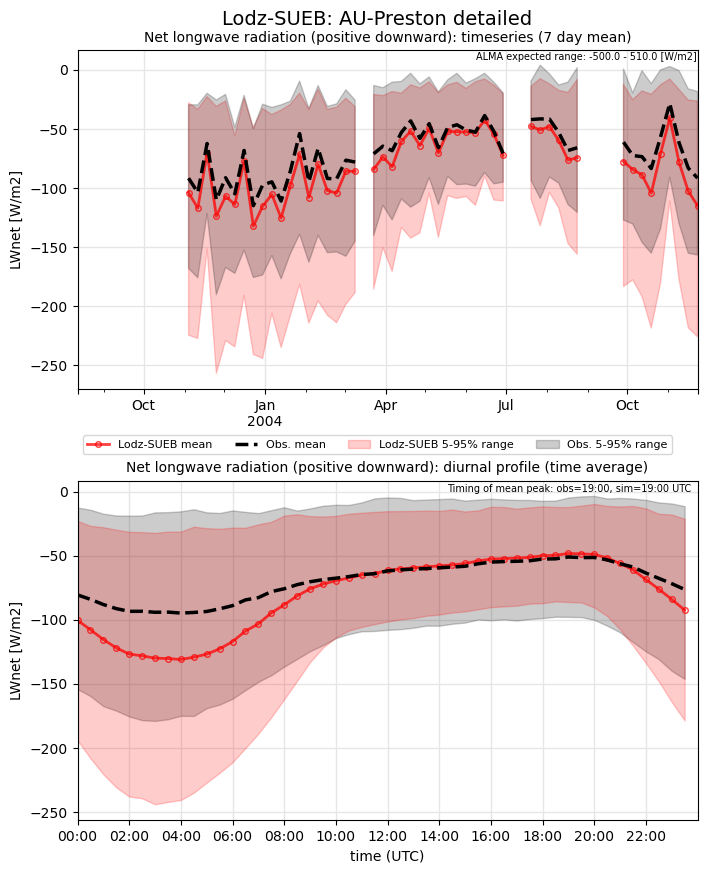 Lodz-SUEB: AU-Preston detailed
Net longwave radiation (positive downward): timeseries (7 day mean)
ALMA expected range: -500.0 - 510.0 [W/m2]
0
−50
−100
−150
−200
−250
LWnet [W/m2]
Oct Jan Apr Jul Oct
2004
Lodz-SUEB mean Obs. mean Lodz-SUEB 5-95% range Obs. 5-95% range
Net longwave radiation (positive downward): diurnal profile (time average)
Timing of mean peak: obs=19:00, sim=19:00 UTC
0
−50
−100
−150
−200
−250
LWnet [W/m2]
00:00 02:00 04:00 06:00 08:00 10:00 12:00 14:00 16:00 18:00 20:00 22:00
time (UTC)